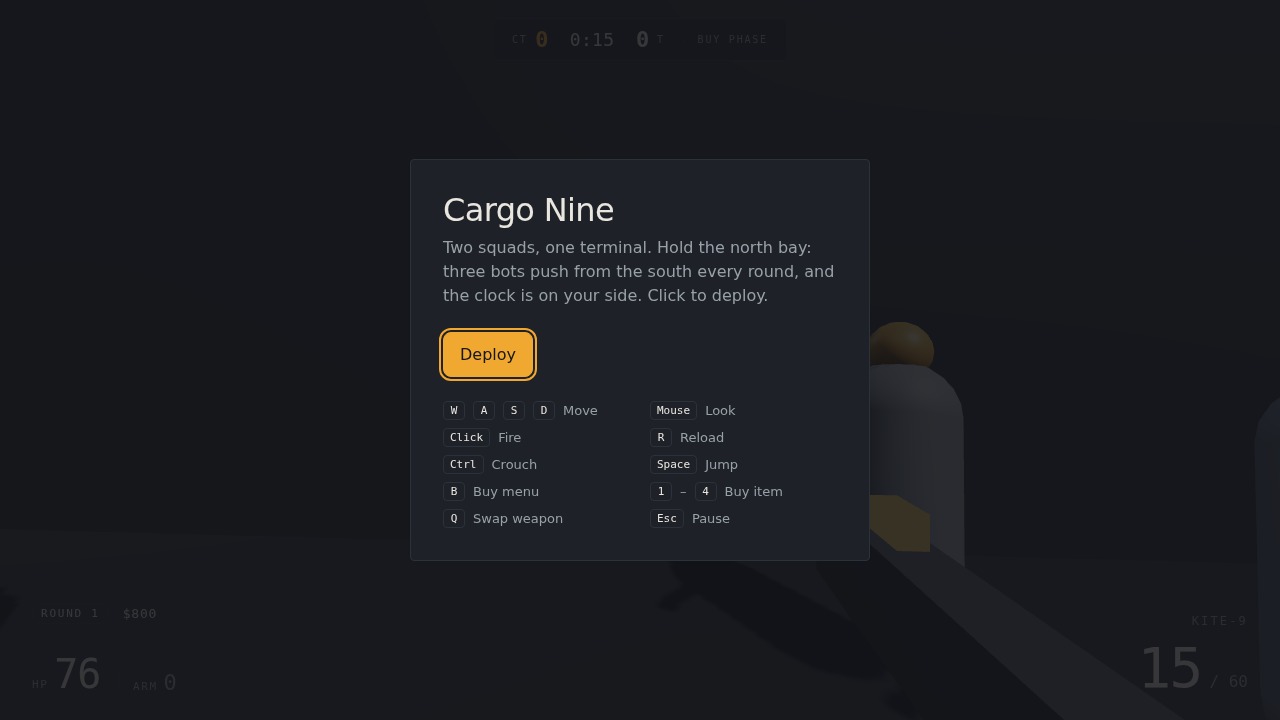 CT 0 0:15 0 T BUY PHASE
Cargo Nine
Two squads, one terminal. Hold the north bay:
three bots push from the south every round, and
the clock is on your side. Click to deploy.
Deploy
W A S D Move
Mouse Look
Click Fire
R Reload
Ctrl Crouch
Space Jump
B Buy menu
1 – 4 Buy item
Q Swap weapon
Esc Pause
ROUND 1 $800
HP 76 ARM 0
KITE-9
15 / 60